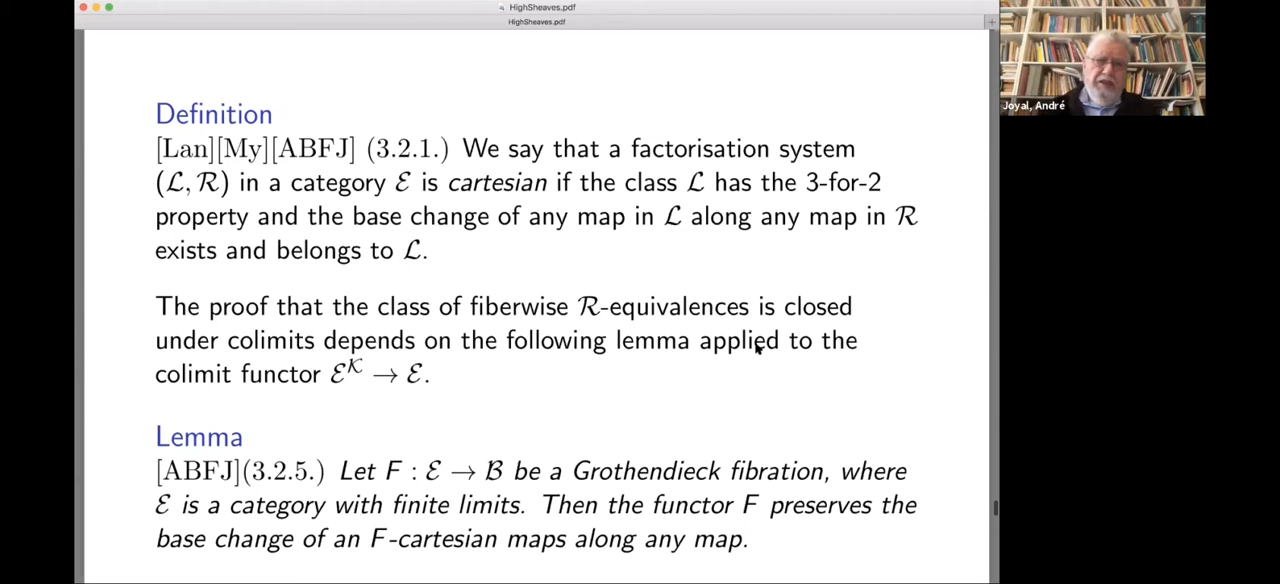 HighSheaves.pdf
HighSheaves.pdf
Definition
[Lan][My][ABFJ] (3.2.1.) We say that a factorisation system
(ℒ, ℛ) in a category ℰ is cartesian if the class ℒ has the 3-for-2
property and the base change of any map in ℒ along any map in ℛ
exists and belongs to ℒ.
The proof that the class of fiberwise ℛ-equivalences is closed
under colimits depends on the following lemma applied to the
colimit functor ℰ^𝒦 → ℰ.
Lemma
[ABFJ](3.2.5.) Let F : ℰ → ℬ be a Grothendieck fibration, where
ℰ is a category with finite limits. Then the functor F preserves the
base change of an F-cartesian maps along any map.
Joyal, André